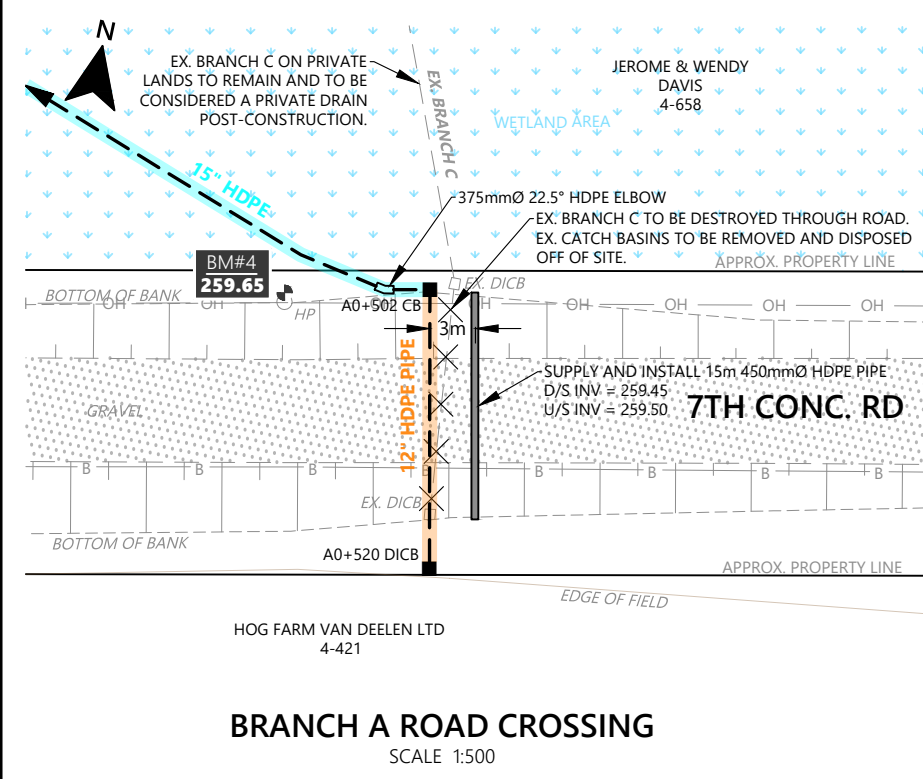 N
EX. BRANCH C ON PRIVATE
LANDS TO REMAIN AND TO BE
CONSIDERED A PRIVATE DRAIN
POST-CONSTRUCTION.
EX. BRANCH C
JEROME & WENDY
DAVIS
4-658
WETLAND AREA
15" HDPE
375mmØ 22.5° HDPE ELBOW
EX. BRANCH C TO BE DESTROYED THROUGH ROAD.
EX. CATCH BASINS TO BE REMOVED AND DISPOSED
OFF OF SITE.
APPROX. PROPERTY LINE
BM#4
259.65
EX. DICB
BOTTOM OF BANK
OH
OH
HP
A0+502 CB
OH
OH
OH
OH
3m
SUPPLY AND INSTALL 15m 450mmØ HDPE PIPE
D/S INV = 259.45
U/S INV = 259.50
7TH CONC. RD
GRAVEL
12" HDPE PIPE
B
B
B
B
B
B
B
EX. DICB
BOTTOM OF BANK
A0+520 DICB
APPROX. PROPERTY LINE
EDGE OF FIELD
HOG FARM VAN DEELEN LTD
4-421
BRANCH A ROAD CROSSING
SCALE 1:500